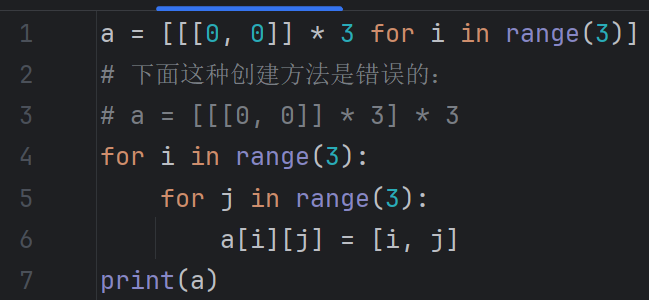 1 a = [[[0, 0]] * 3 for i in range(3)]
2 # 下面这种创建方法是错误的:
3 # a = [[[0, 0]] * 3] * 3
4 for i in range(3):
5     for j in range(3):
6         a[i][j] = [i, j]
7 print(a)